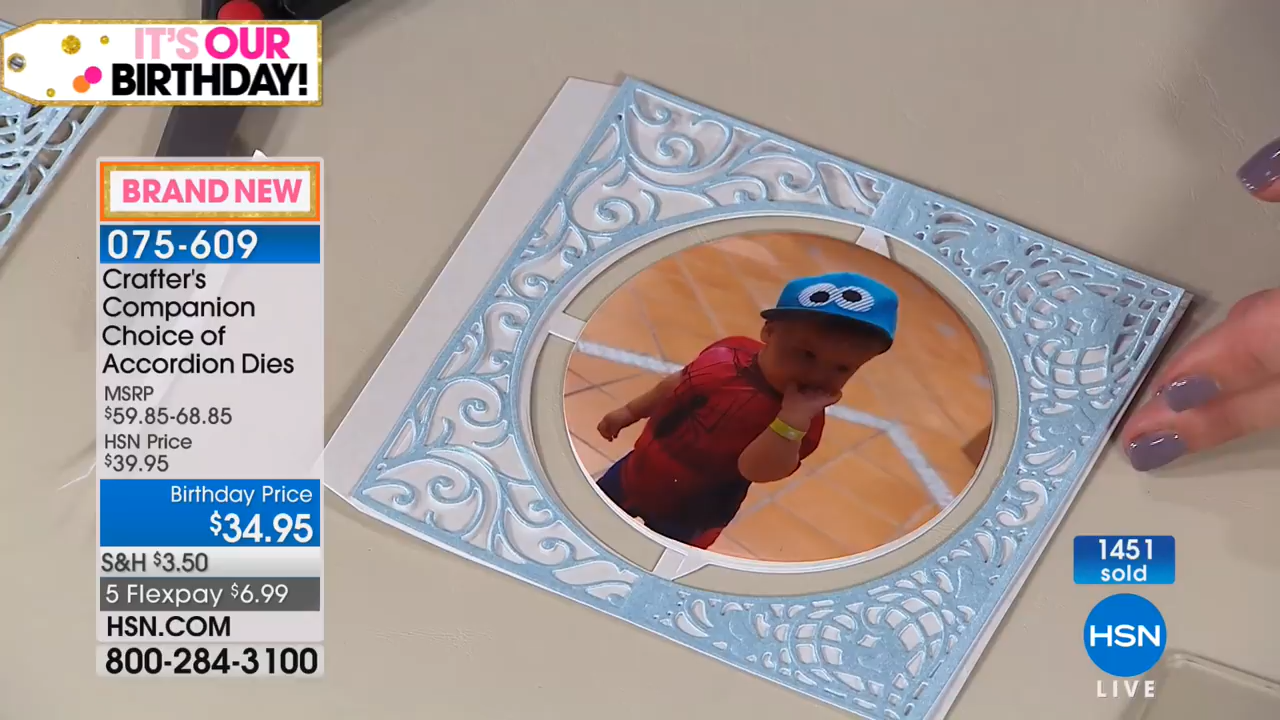 IT'S OUR
BIRTHDAY!
BRAND NEW
075-609
Crafter's
Companion
Choice of
Accordion Dies
MSRP
$59.85-68.85
HSN Price
$39.95
Birthday Price
$34.95
S&H $3.50
5 Flexpay $6.99
HSN.COM
800-284-3100
1451
sold
HSN
LIVE